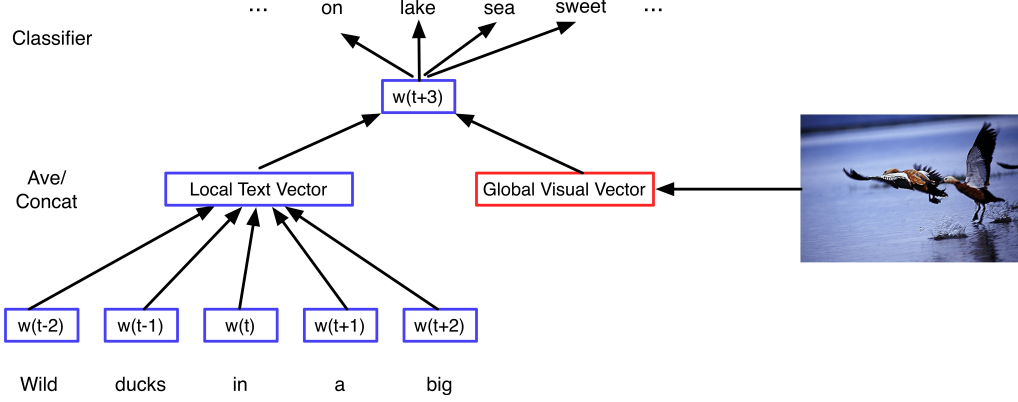 ... on lake sea sweet ...
Classifier
w(t+3)
Ave/
Concat
Local Text Vector
Global Visual Vector
w(t-2) w(t-1) w(t) w(t+1) w(t+2)
Wild ducks in a big